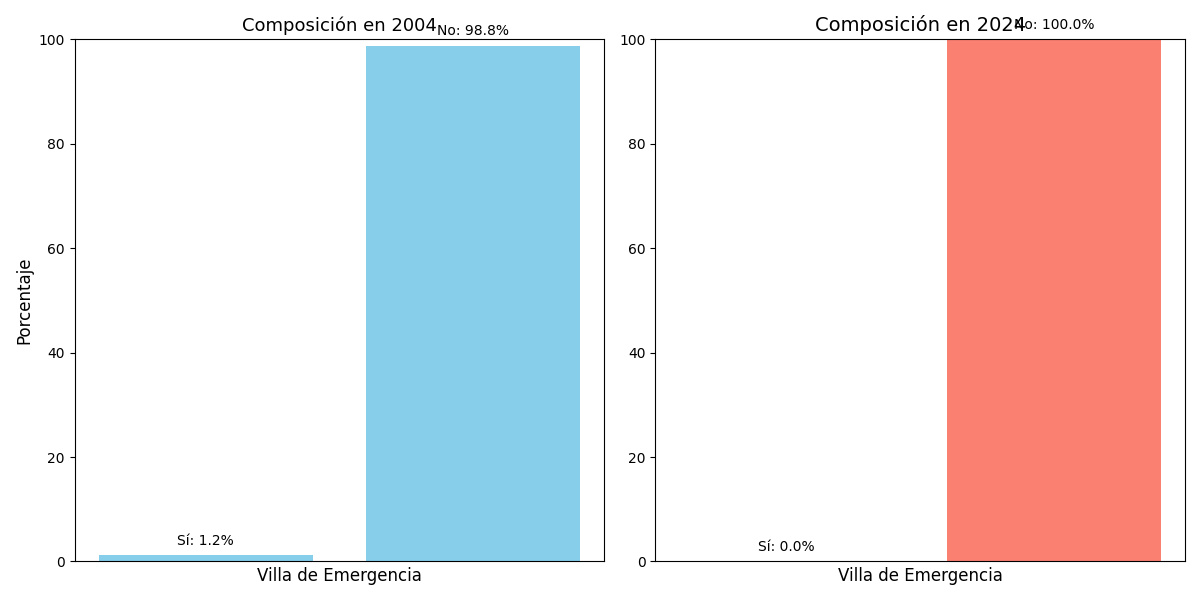 Composición en 2004
No: 98.8%
100
80
60
40
20
0
Porcentaje
Sí: 1.2%
Villa de Emergencia
Composición en 2024
No: 100.0%
100
80
60
40
20
0
Sí: 0.0%
Villa de Emergencia